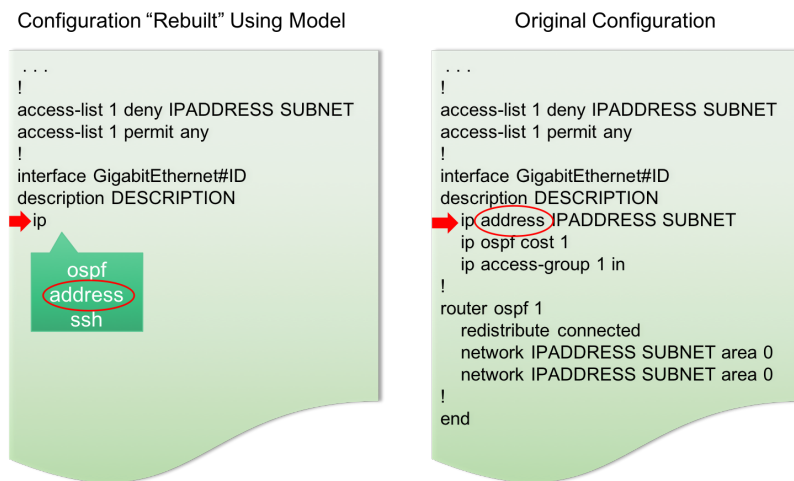 Configuration “Rebuilt” Using Model
. . .
!
access-list 1 deny IPADDRESS SUBNET
access-list 1 permit any
!
interface GigabitEthernet#ID
description DESCRIPTION
ip
ospf
address
ssh
Original Configuration
. . .
!
access-list 1 deny IPADDRESS SUBNET
access-list 1 permit any
!
interface GigabitEthernet#ID
description DESCRIPTION
ip address IPADDRESS SUBNET
ip ospf cost 1
ip access-group 1 in
!
router ospf 1
redistribute connected
network IPADDRESS SUBNET area 0
network IPADDRESS SUBNET area 0
!
end